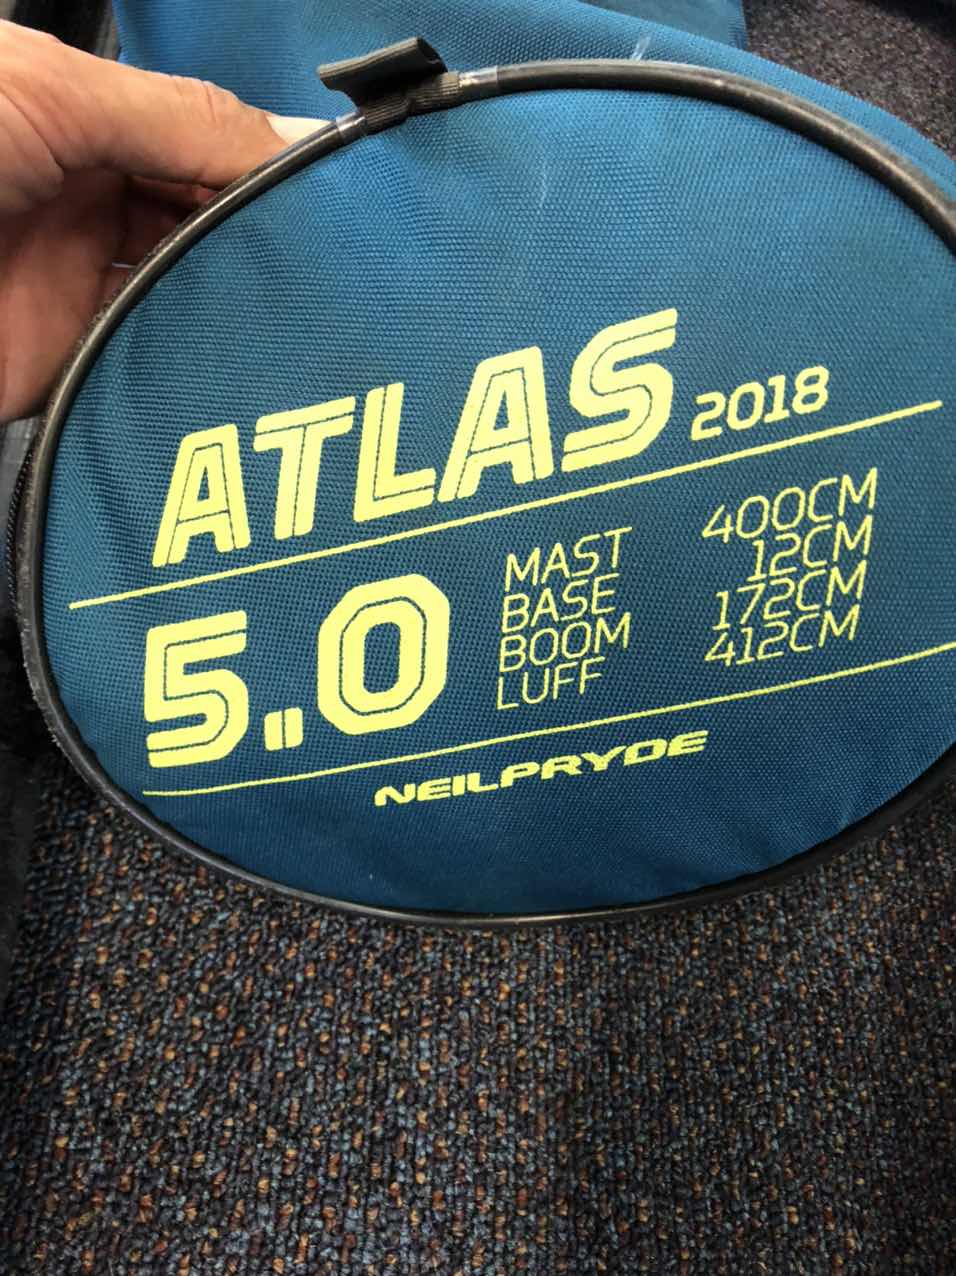 ATLAS 2018
5.0
MAST 400CM
BASE 12CM
BOOM 172CM
LUFF 412CM
NEILPRYDE